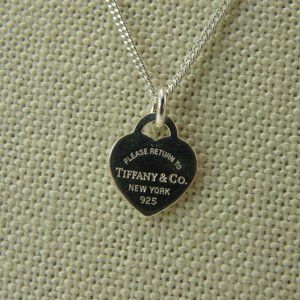 PLEASE RETURN TO
TIFFANY & CO.
NEW YORK
925